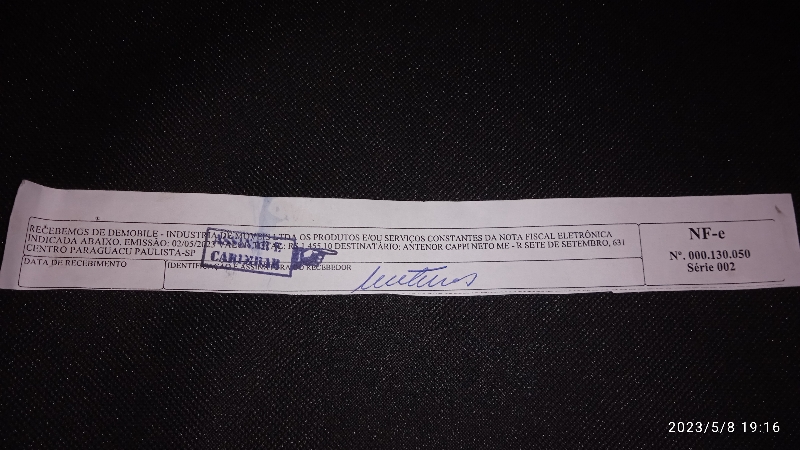 RECEBEMOS DE DEMOBILE - INDUSTRIA DE MOVEIS LTDA OS PRODUTOS E/OU SERVIÇOS CONSTANTES DA NOTA FISCAL ELETRÔNICA
INDICADA ABAIXO. EMISSÃO: 02/05/2023 R$ 1.455,10 DESTINATÁRIO: ANTENOR CAPPI NETO ME - R SETE DE SETEMBRO, 631
CENTRO PARAGUACU PAULISTA-SP
DATA DE RECEBIMENTO
IDENTIFICAÇÃO E ASSINATURA DO RECEBEDOR
CARIMBAR
NF-e
Nº. 000.130.050
Série 002
2023/5/8 19:16